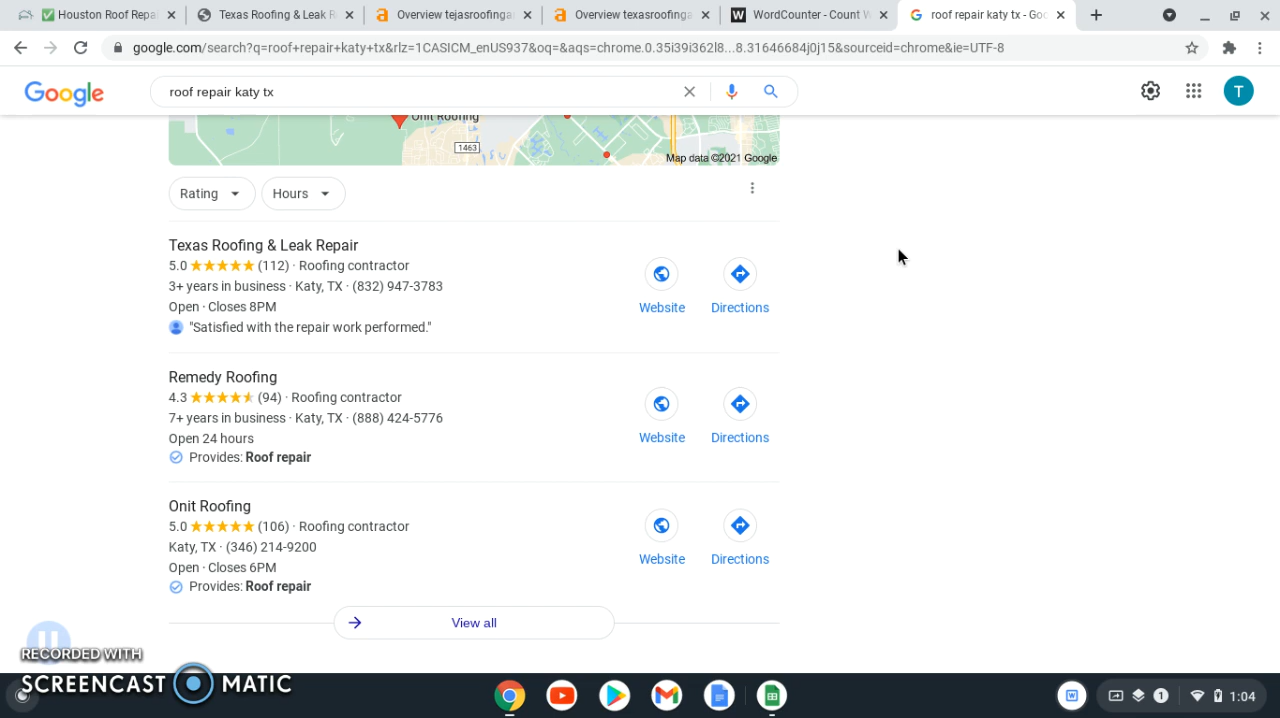 ✅ Houston Roof Repai
Texas Roofing & Leak R
Overview tejasroofingar
Overview texasroofinga
WordCounter - Count W
roof repair katy tx - Goo
google.com/search?q=roof+repair+katy+tx&rlz=1CASICM_enUS937&oq=&aqs=chrome.0.35i39i362l8...8.31646684j0j15&sourceid=chrome&ie=UTF-8
Google
roof repair katy tx
T
Onit Roofing
1463
Map data ©2021 Google
Rating
Hours
Texas Roofing & Leak Repair
5.0 ★★★★★ (112) · Roofing contractor
3+ years in business · Katy, TX · (832) 947-3783
Open · Closes 8PM
"Satisfied with the repair work performed."
Website
Directions
Remedy Roofing
4.3 ★★★★★ (94) · Roofing contractor
7+ years in business · Katy, TX · (888) 424-5776
Open 24 hours
Provides: Roof repair
Website
Directions
Onit Roofing
5.0 ★★★★★ (106) · Roofing contractor
Katy, TX · (346) 214-9200
Open · Closes 6PM
Provides: Roof repair
Website
Directions
View all
RECORDED WITH
SCREENCAST MATIC
1
1:04